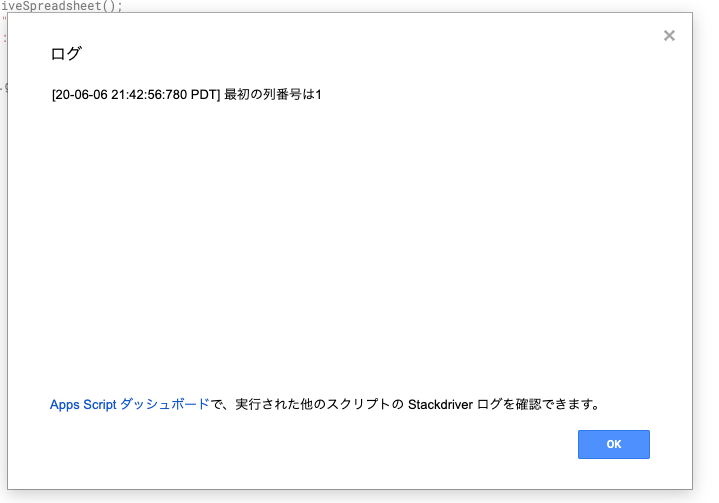 iveSpreadsheet();
"
:
.g
×
ログ
[20-06-06 21:42:56:780 PDT] 最初の列番号は1
Apps Script ダッシュボードで、実行された他のスクリプトの Stackdriver ログを確認できます。
OK